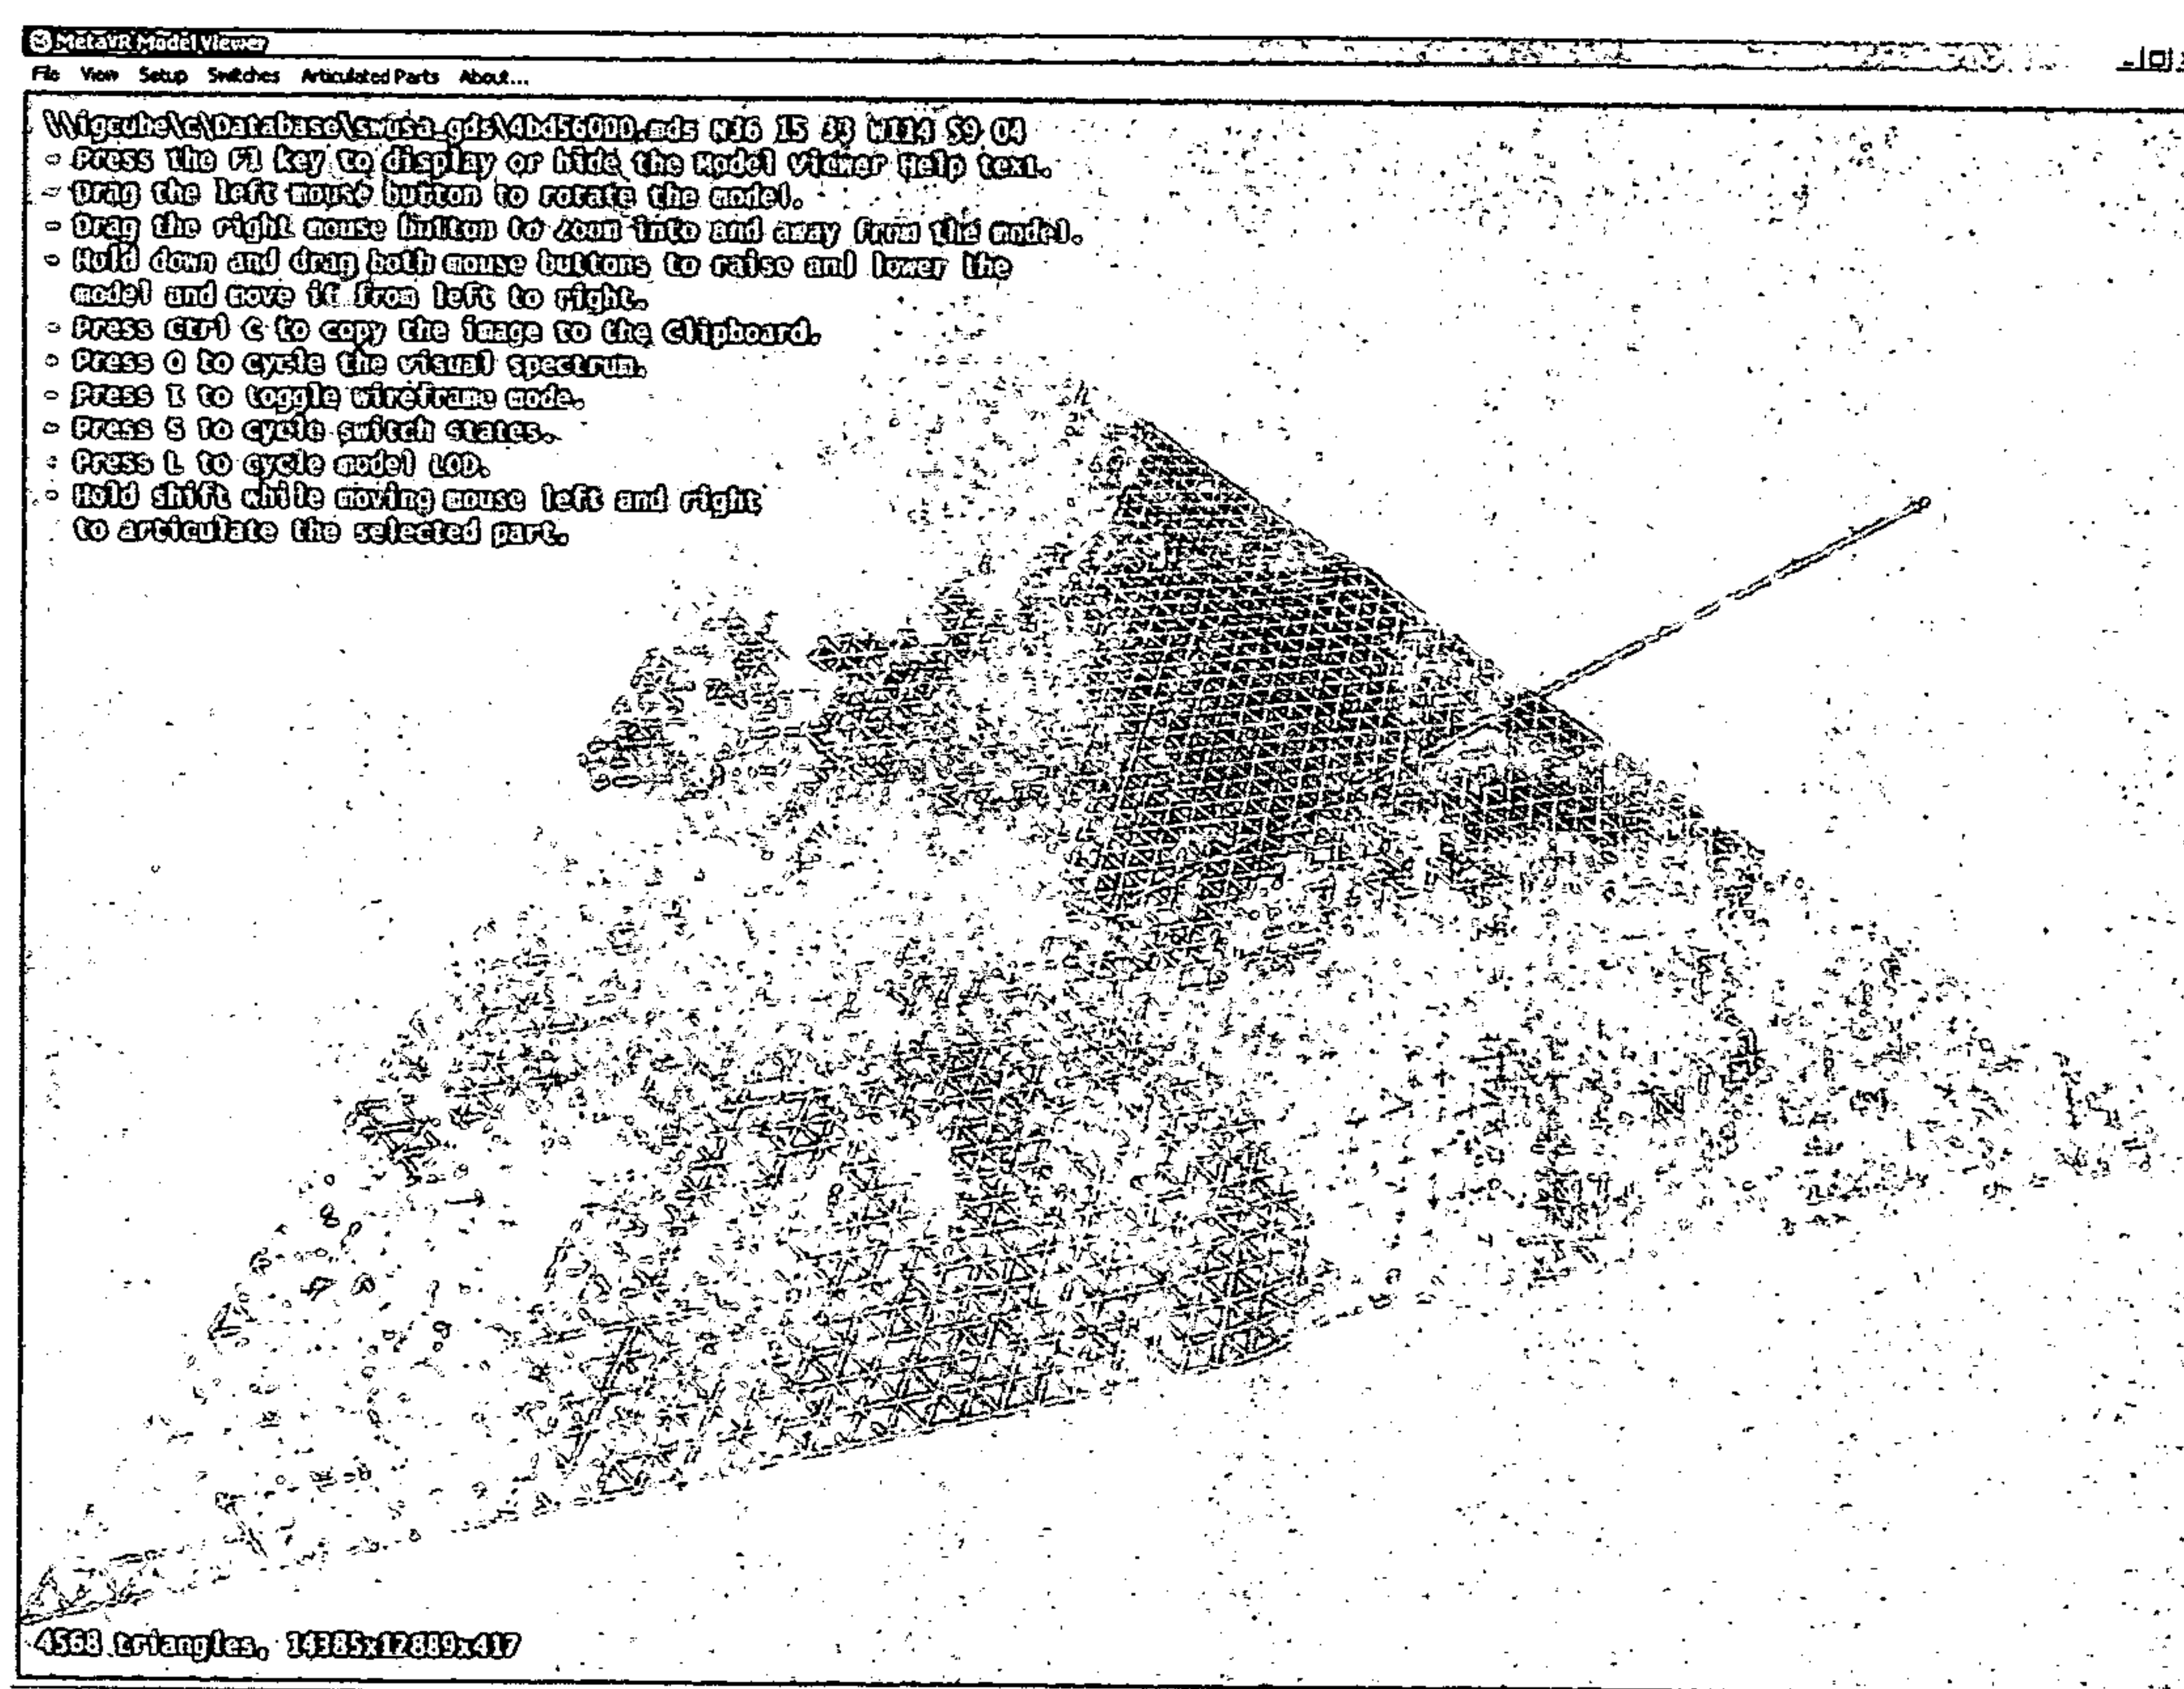 MetaVR Model Viewer
File View Setup Switches Articulated Parts About...
\\igcube\c\Database\swusa_gds\4bd56000.mds N36 15 33 W114 59 04
- Press the F1 key to display or hide the Model Viewer Help text.
- Drag the left mouse button to rotate the model.
- Drag the right mouse button to zoom into and away from the model.
- Hold down and drag both mouse buttons to raise and lower the
model and move it from left to right.
- Press Ctrl C to copy the image to the Clipboard.
- Press O to cycle the visual spectrum.
- Press I to toggle wireframe mode.
- Press S to cycle switch states.
- Press L to cycle model LOD.
- Hold shift while moving mouse left and right
to articulate the selected part.
4568 triangles, 14385x12889x417